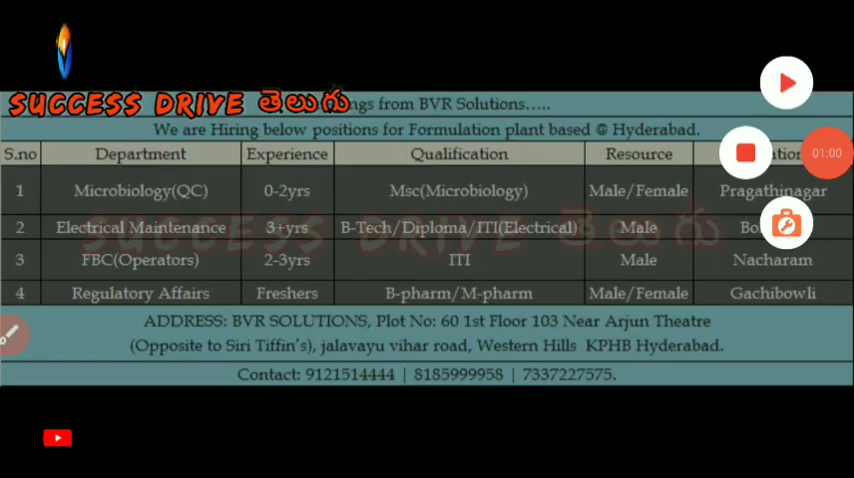 SUCCESS DRIVE తెలుగు
ngs from BVR Solutions.....
We are Hiring below positions for Formulation plant based @ Hyderabad.
S.no Department Experience Qualification Resource
1 Microbiology(QC) 0-2yrs Msc(Microbiology) Male/Female Pragathinagar
2 Electrical Maintenance 3+yrs B-Tech/Diploma/ITI(Electrical) Male
3 FBC(Operators) 2-3yrs ITI Male Nacharam
4 Regulatory Affairs Freshers B-pharm/M-pharm Male/Female Gachibowli
SUCCESS DRIVE తెలుగు
ADDRESS: BVR SOLUTIONS, Plot No: 60 1st Floor 103 Near Arjun Theatre
(Opposite to Siri Tiffin's), jalavayu vihar road, Western Hills KPHB Hyderabad.
Contact: 9121514444 | 8185999958 | 7337227575.
01:00